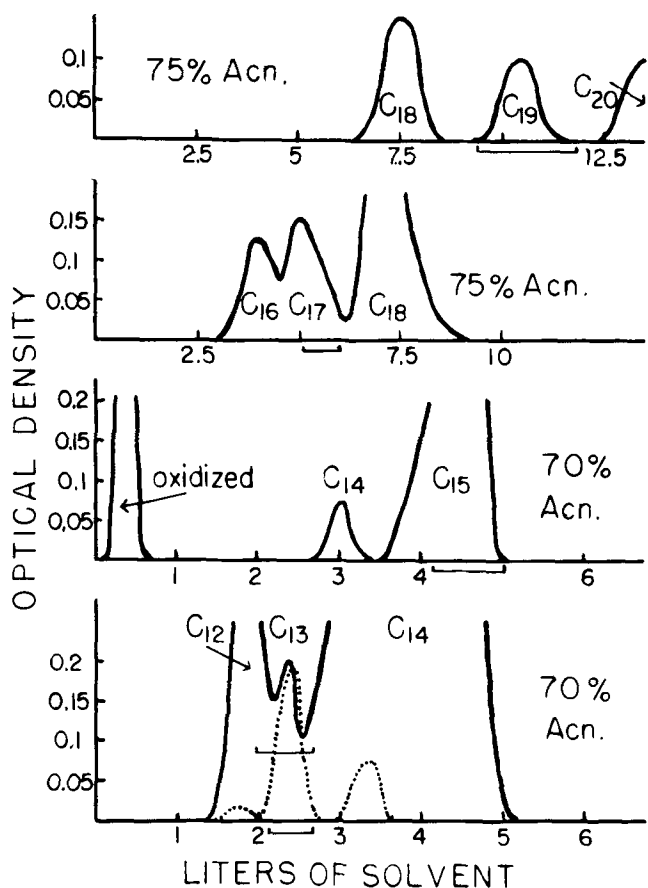 OPTICAL DENSITY
0.1
0.05
75% Acn.
C18
C19
C20
2.5
5
7.5
12.5
0.15
0.1
0.05
C16
C17
C18
75% Acn.
2.5
7.5
10
0.2
0.15
0.1
0.05
oxidized
C14
C15
70%
Acn.
1
2
3
4
5
6
C12
C13
C14
0.2
0.15
0.1
0.05
70%
Acn.
1
2
3
4
5
6
LITERS OF SOLVENT